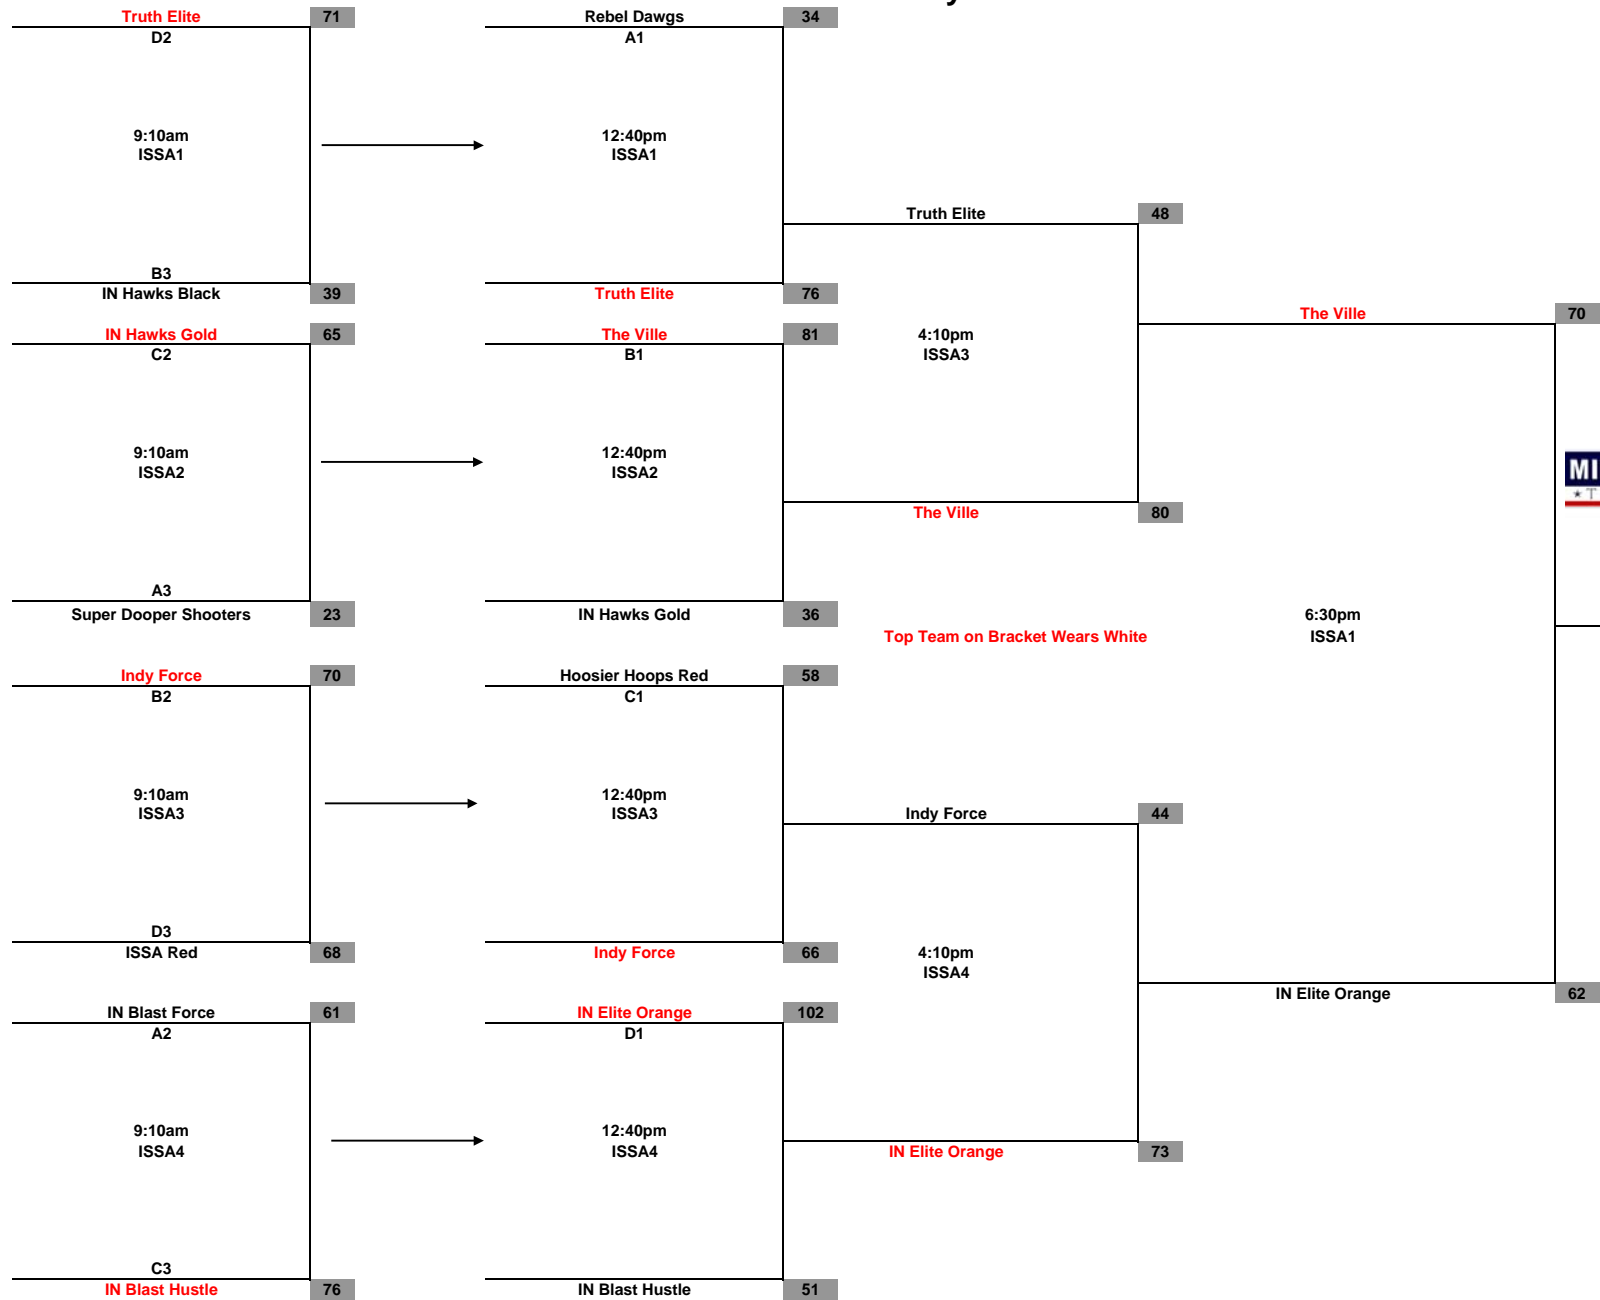 Truth Elite 71
D2
9:10am
ISSA1
B3
IN Hawks Black 39
IN Hawks Gold 65
C2
9:10am
ISSA2
A3
Super Dooper Shooters 23
Indy Force 70
B2
9:10am
ISSA3
D3
ISSA Red 68
IN Blast Force 61
A2
9:10am
ISSA4
C3
IN Blast Hustle 76
Rebel Dawgs 34
A1
12:40pm
ISSA1
Truth Elite 76
The Ville 81
B1
12:40pm
ISSA2
IN Hawks Gold 36
Hoosier Hoops Red 58
C1
12:40pm
ISSA3
Indy Force 66
IN Elite Orange 102
D1
12:40pm
ISSA4
IN Blast Hustle 51
Truth Elite 48
4:10pm
ISSA3
The Ville 80
Top Team on Bracket Wears White
Indy Force 44
4:10pm
ISSA4
IN Elite Orange 73
The Ville 70
6:30pm
ISSA1
IN Elite Orange 62
MI
T